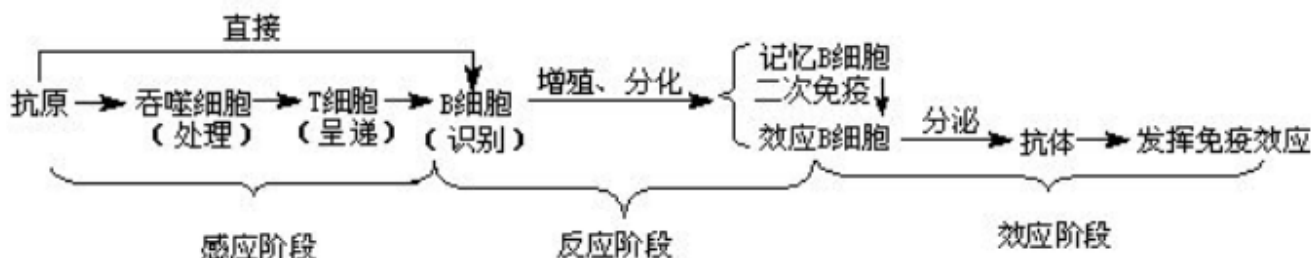 直接
抗原 吞噬细胞 T细胞 B细胞 增殖、分化 记忆B细胞
(处理) (呈递) (识别) 二次免疫
效应B细胞 分泌 抗体 发挥免疫效应
感应阶段 反应阶段 效应阶段